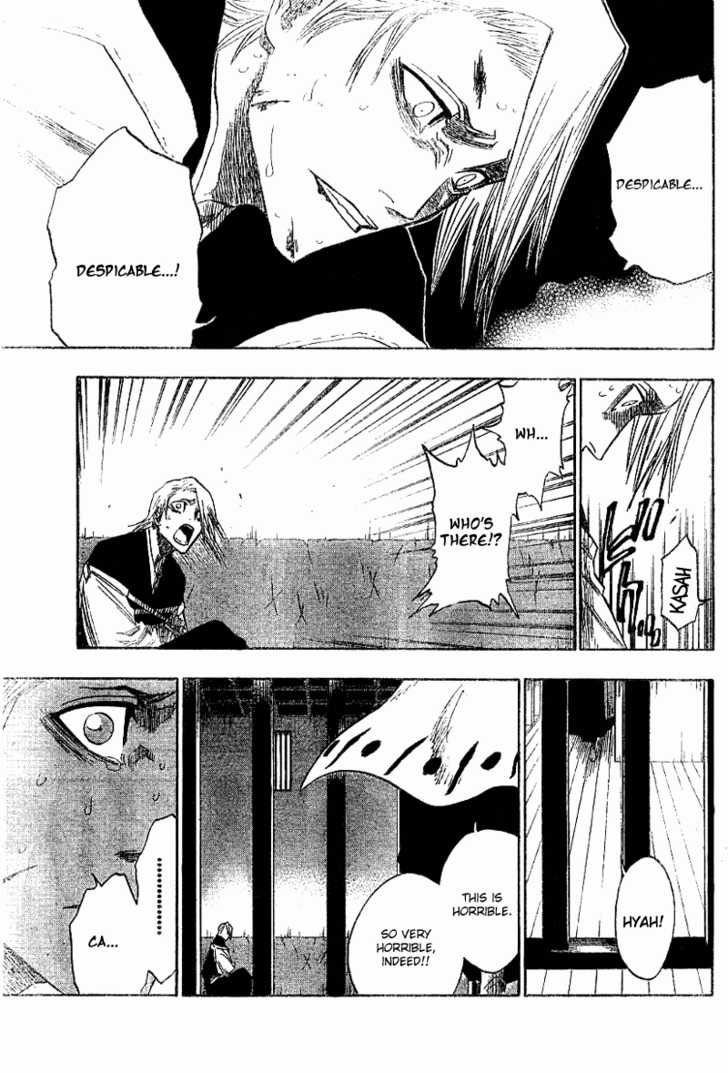 DESPICABLE...
DESPICABLE...!
KASAH
WH...
WHO'S
THERE!?
HYAH!
THIS IS
HORRIBLE.
SO VERY
HORRIBLE,
INDEED!!
..........
CA...